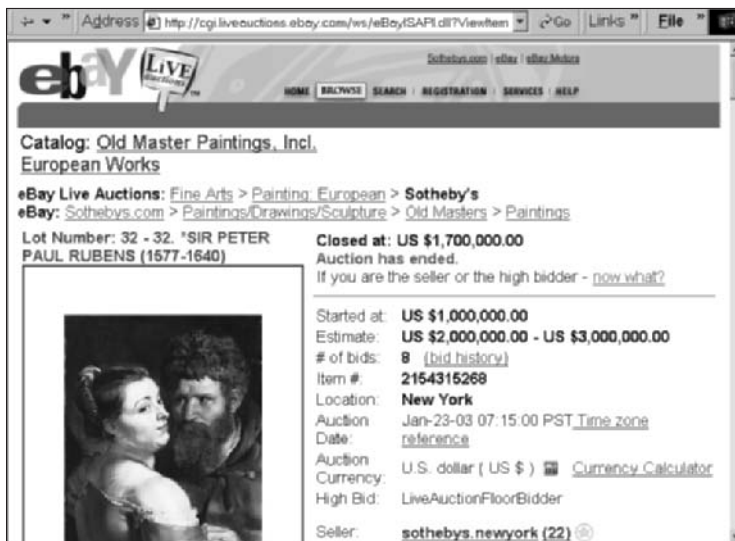 Address http://cgi.liveauctions.ebay.com/ws/eBayISAPI.dll?ViewItem Go Links » File »
ebay LiVE auctions ™
Sothebys.com | eBay | eBay Motors
HOME | BROWSE | SEARCH | REGISTRATION | SERVICES | HELP
Catalog: Old Master Paintings, Incl.
European Works
eBay Live Auctions: Fine Arts > Painting: European > Sotheby's
eBay: Sothebys.com > Paintings/Drawings/Sculpture > Old Masters > Paintings
Lot Number: 32 - 32. *SIR PETER
PAUL RUBENS (1577-1640)
Closed at: US $1,700,000.00
Auction has ended.
If you are the seller or the high bidder - now what?
Started at: US $1,000,000.00
Estimate: US $2,000,000.00 - US $3,000,000.00
# of bids: 8 (bid history)
Item #: 2154315268
Location: New York
Auction Date: Jan-23-03 07:15:00 PST Time zone reference
Auction Currency: U.S. dollar ( US $ ) Currency Calculator
High Bid: LiveAuctionFloorBidder
Seller: sothebys.newyork (22)